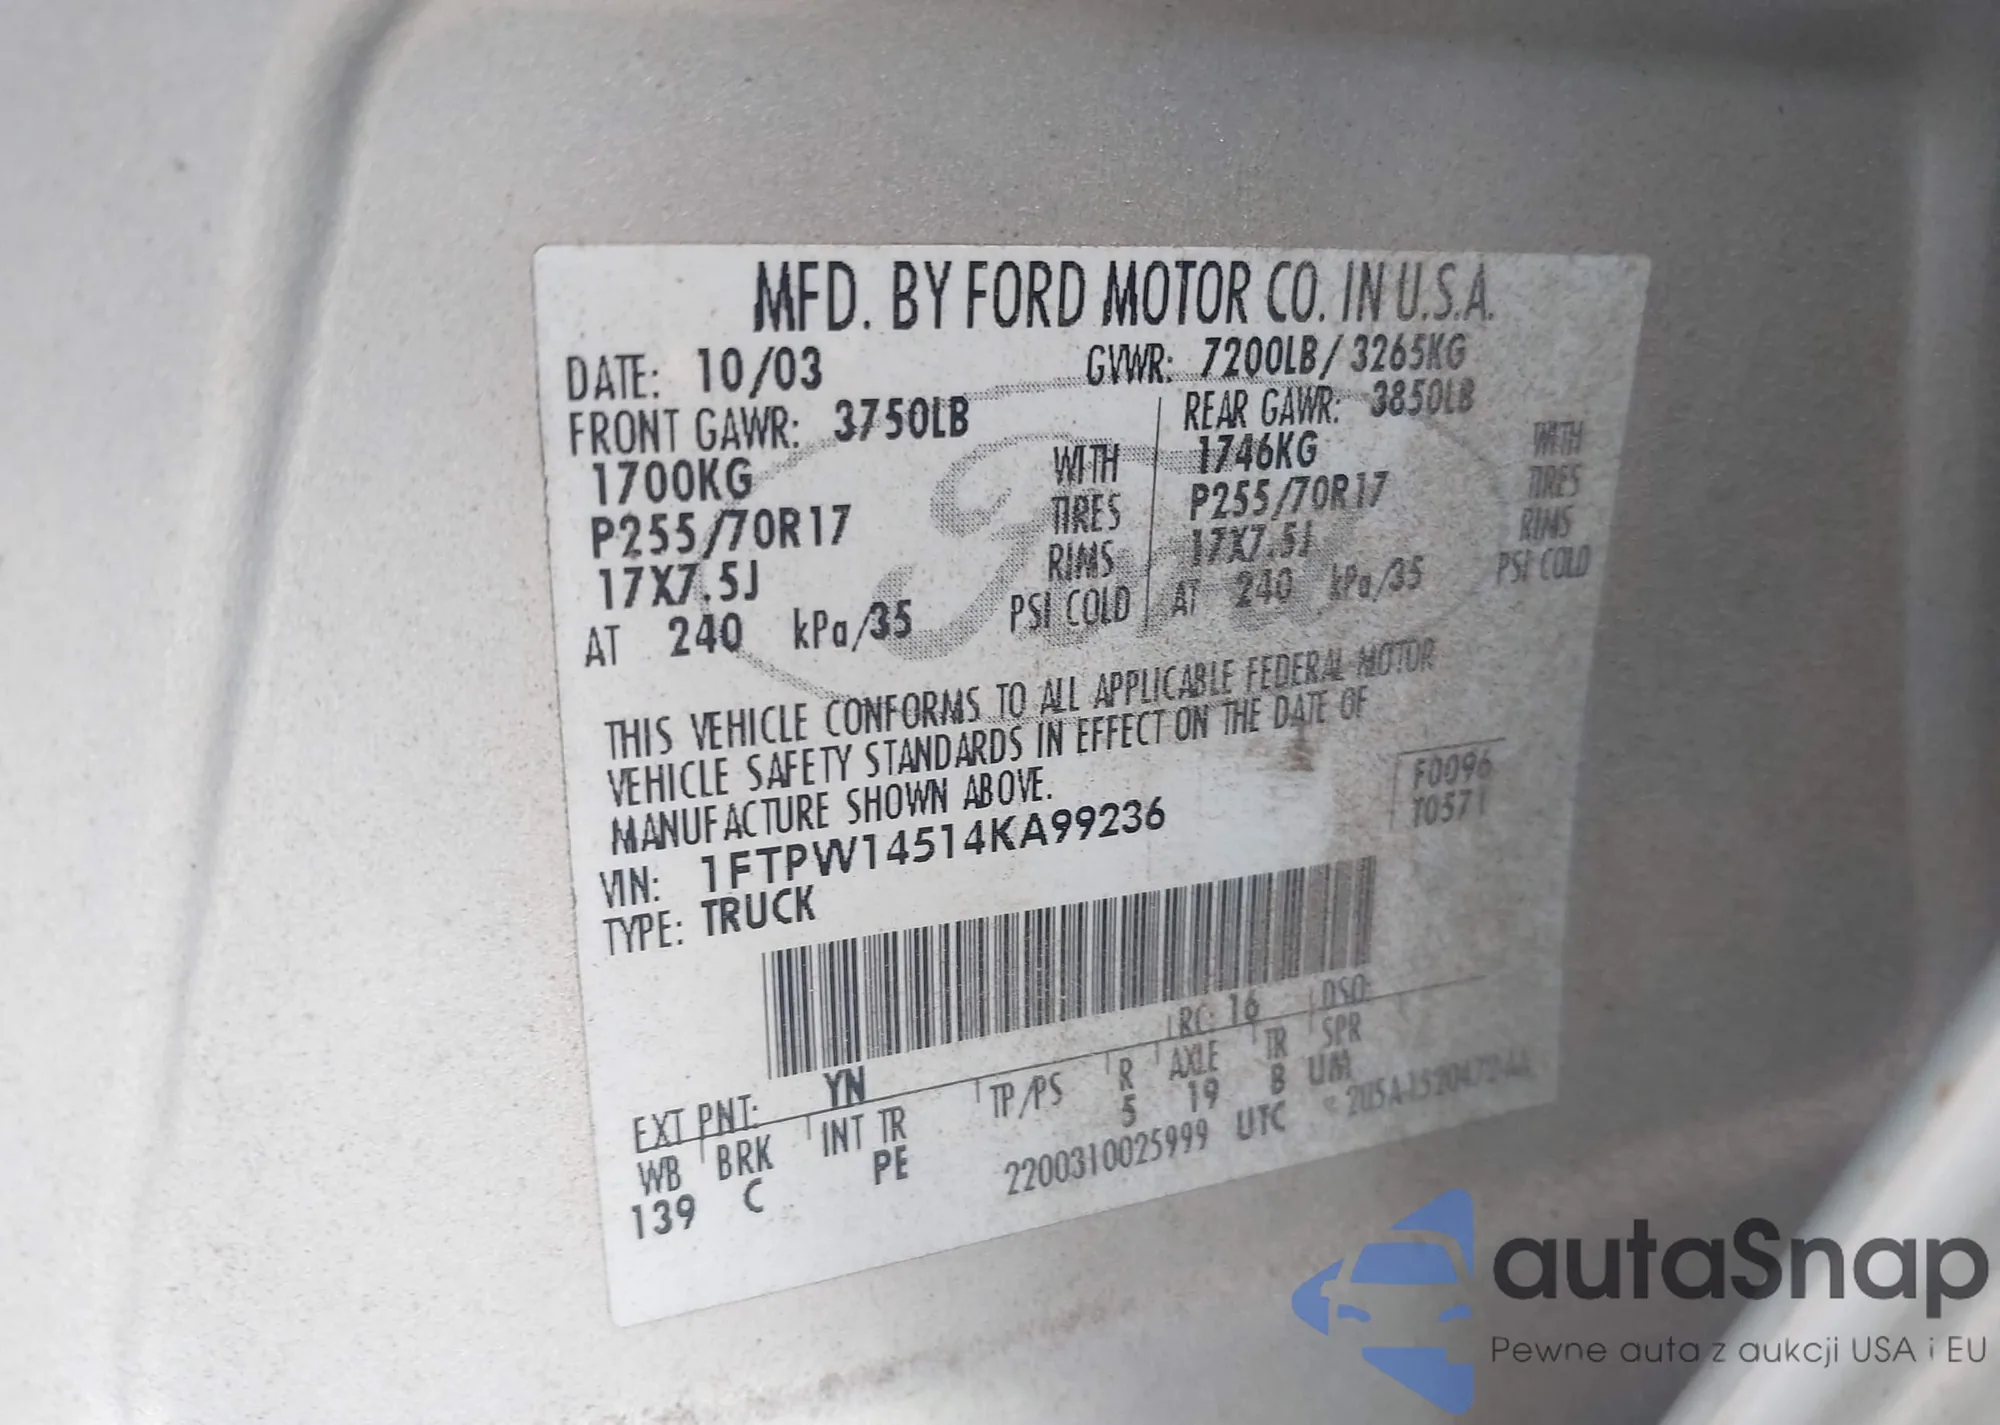 MFD. BY FORD MOTOR CO. IN U.S.A.
DATE: 10/03 GVWR: 7200LB / 3265KG
FRONT GAWR: 3750LB REAR GAWR: 3850LB
1700KG WITH 1746KG WITH
P255/70R17 TIRES P255/70R17 TIRES
17X7.5J RIMS 17X7.5J RIMS
AT 240 kPa/35 PSI COLD AT 240 kPa/35 PSI COLD
THIS VEHICLE CONFORMS TO ALL APPLICABLE FEDERAL MOTOR
VEHICLE SAFETY STANDARDS IN EFFECT ON THE DATE OF
MANUFACTURE SHOWN ABOVE.
F0096
T0571
VIN: 1FTPW14514KA99236
TYPE: TRUCK
EXT PNT: YN RC: 16 DSO:
WB BRK INT TR TP/PS R AXLE TR SPR
139 C PE 5 19 8 UM
2200310025999 UTC
autaSnap
Pewne auta z aukcji USA i EU